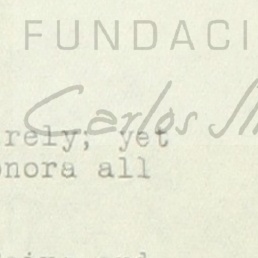 FUNDACI
Carlos
rely; yet
onora all